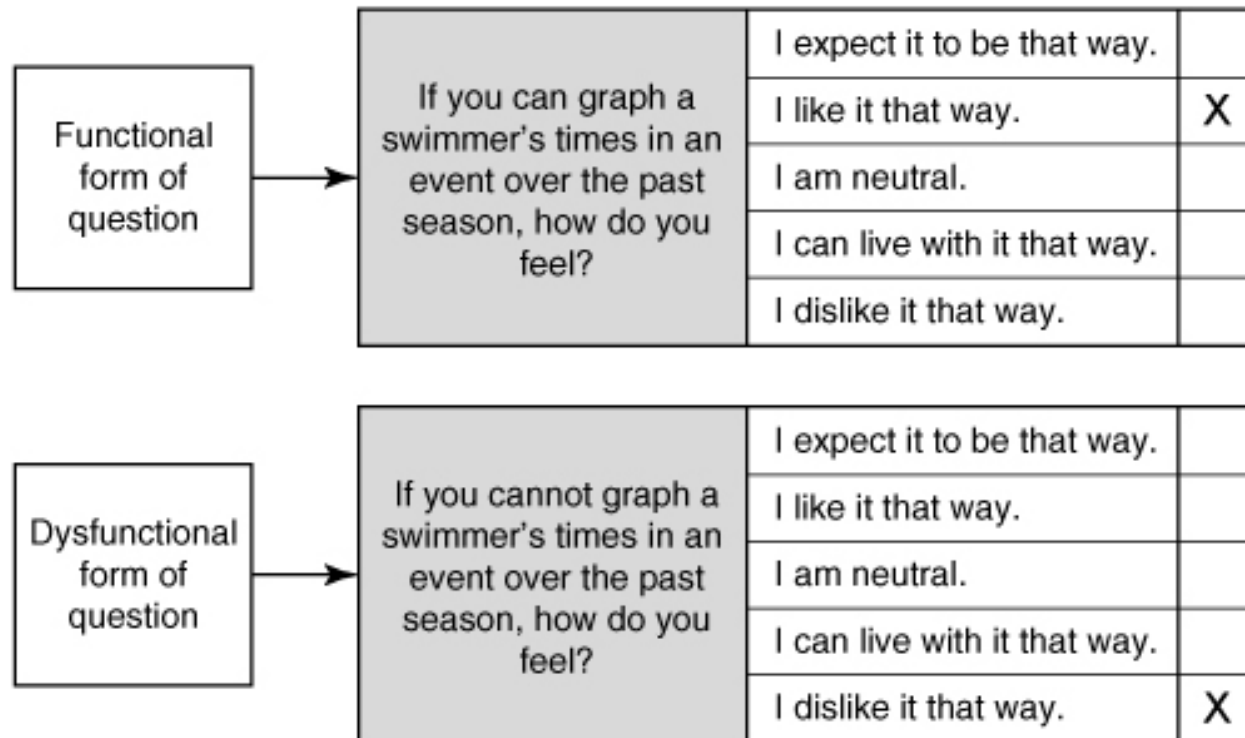 Functional
form of
question
If you can graph a
swimmer's times in an
event over the past
season, how do you
feel?
I expect it to be that way.
I like it that way. X
I am neutral.
I can live with it that way.
I dislike it that way.
Dysfunctional
form of
question
If you cannot graph a
swimmer's times in an
event over the past
season, how do you
feel?
I expect it to be that way.
I like it that way.
I am neutral.
I can live with it that way.
I dislike it that way. X